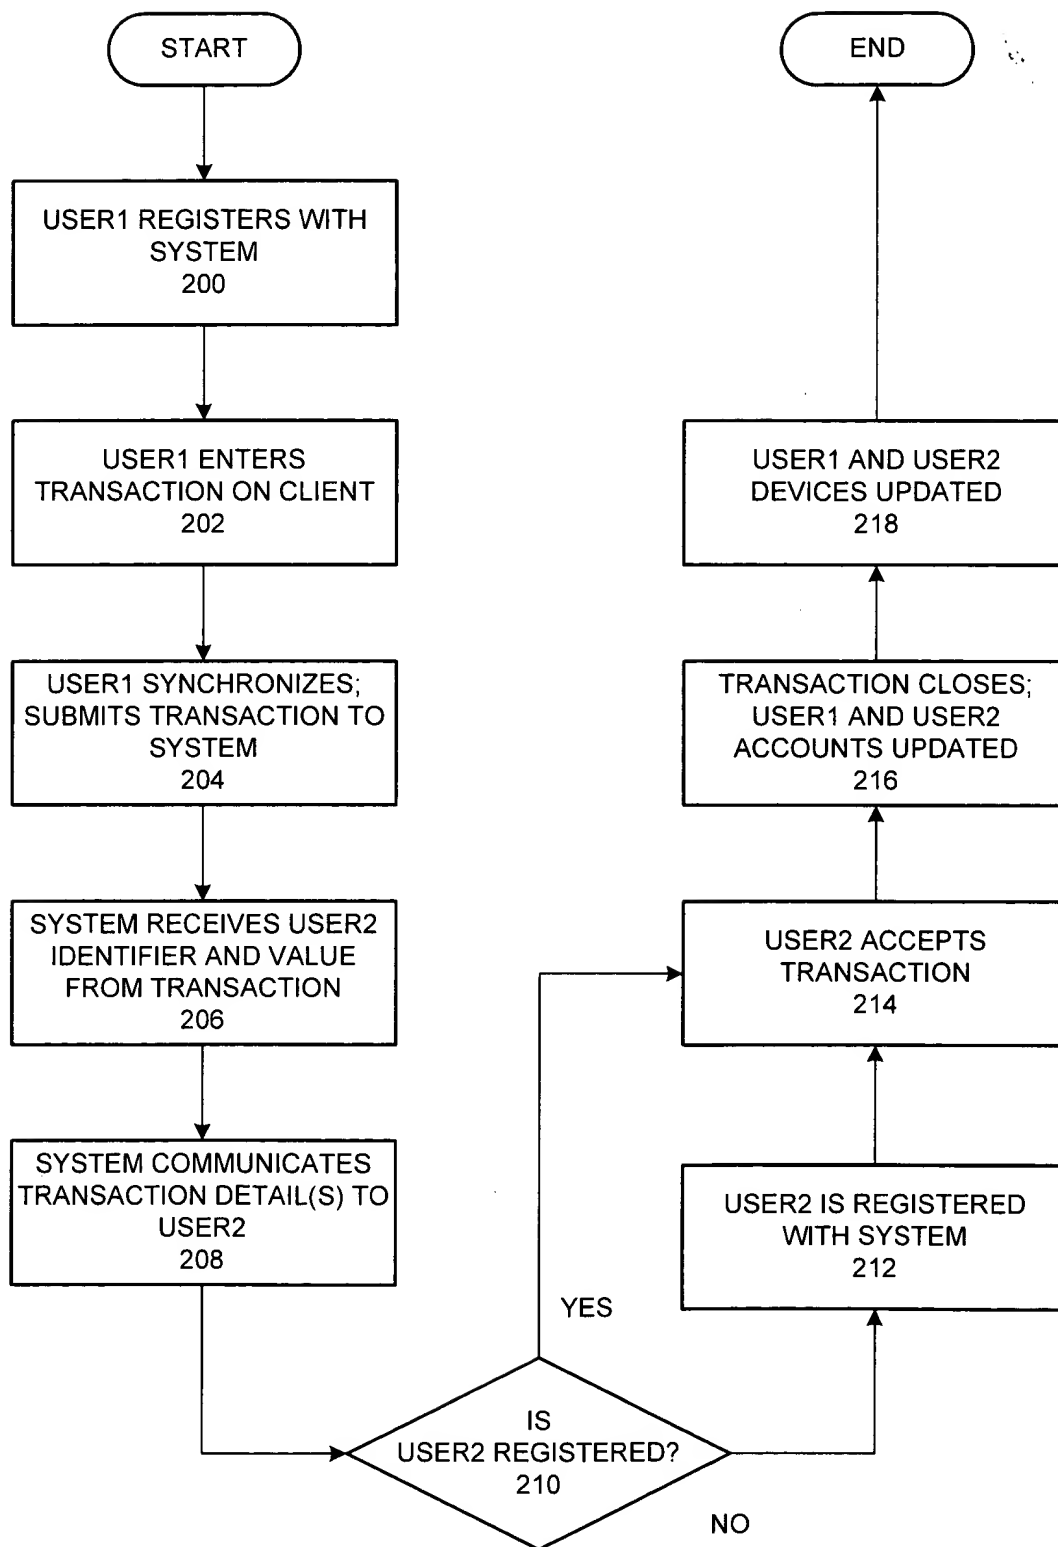 START
USER1 REGISTERS WITH
SYSTEM
200
USER1 ENTERS
TRANSACTION ON CLIENT
202
USER1 SYNCHRONIZES;
SUBMITS TRANSACTION TO
SYSTEM
204
SYSTEM RECEIVES USER2
IDENTIFIER AND VALUE
FROM TRANSACTION
206
SYSTEM COMMUNICATES
TRANSACTION DETAIL(S) TO
USER2
208
IS
USER2 REGISTERED?
210
YES
NO
USER2 IS REGISTERED
WITH SYSTEM
212
USER2 ACCEPTS
TRANSACTION
214
TRANSACTION CLOSES;
USER1 AND USER2
ACCOUNTS UPDATED
216
USER1 AND USER2
DEVICES UPDATED
218
END